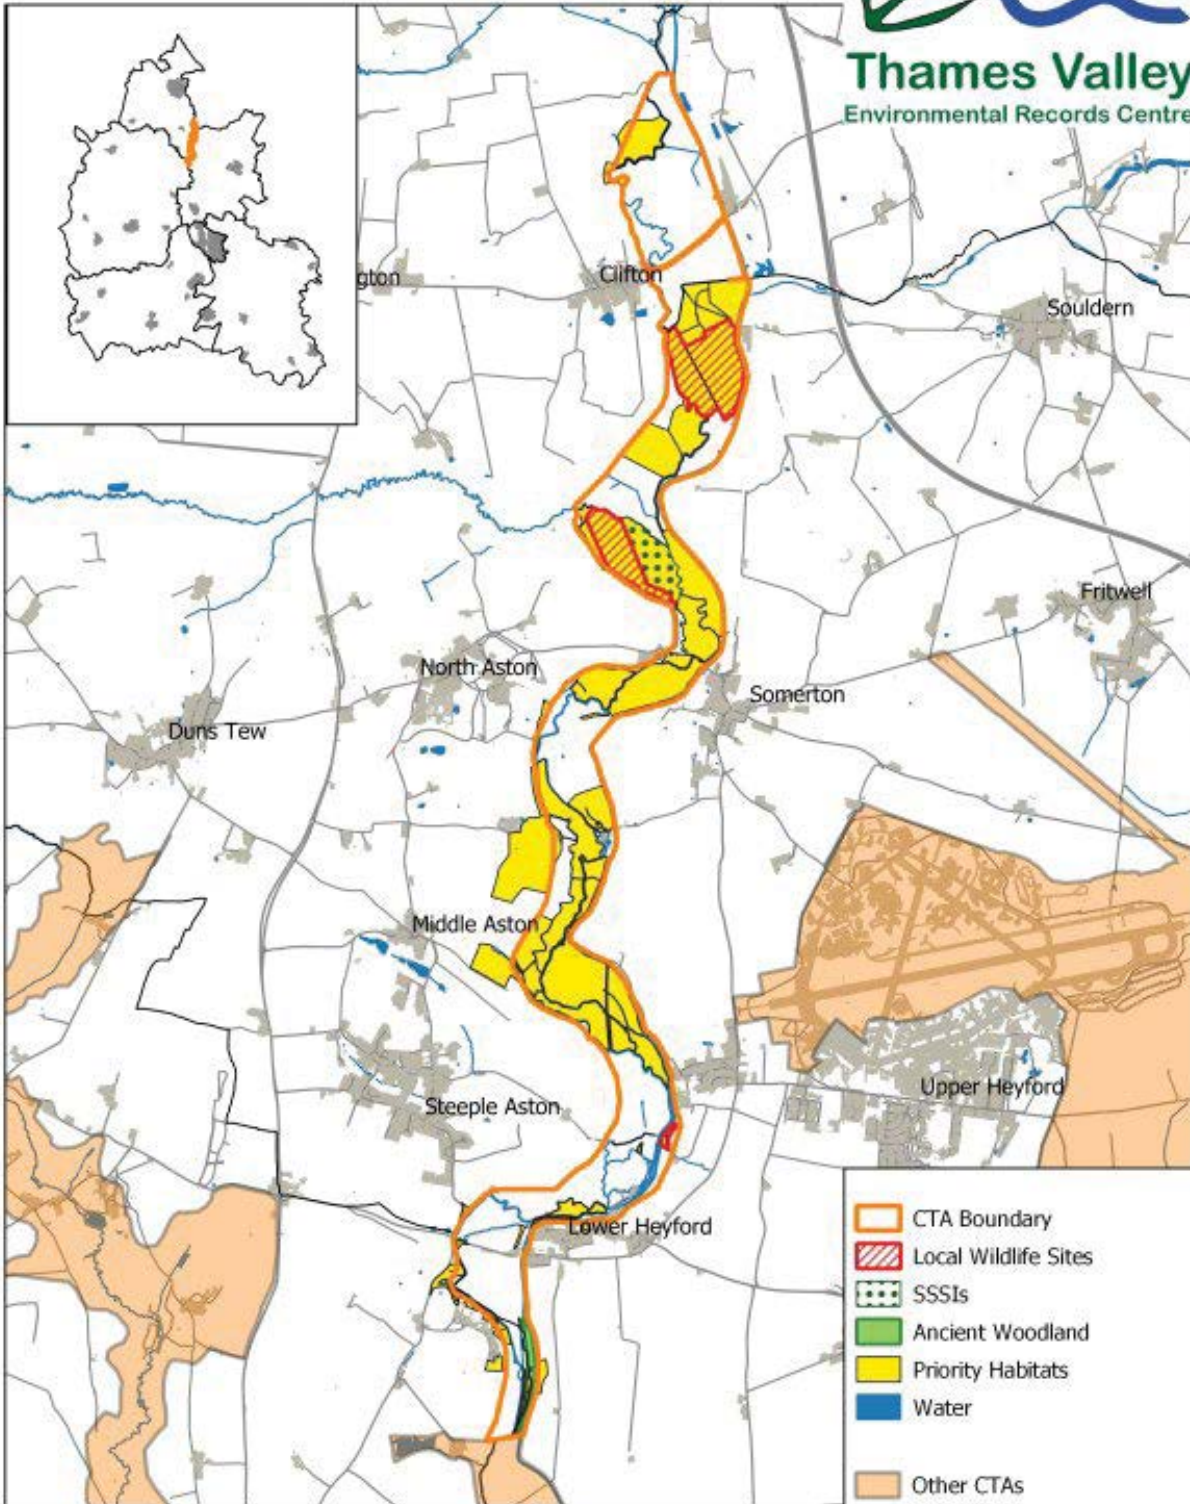 Thames Valley
Environmental Records Centre
gton
Clifton
Souldern
Fritwell
North Aston
Somerton
Duns Tew
Middle Aston
Upper Heyford
Steeple Aston
Lower Heyford
CTA Boundary
Local Wildlife Sites
SSSIs
Ancient Woodland
Priority Habitats
Water
Other CTAs